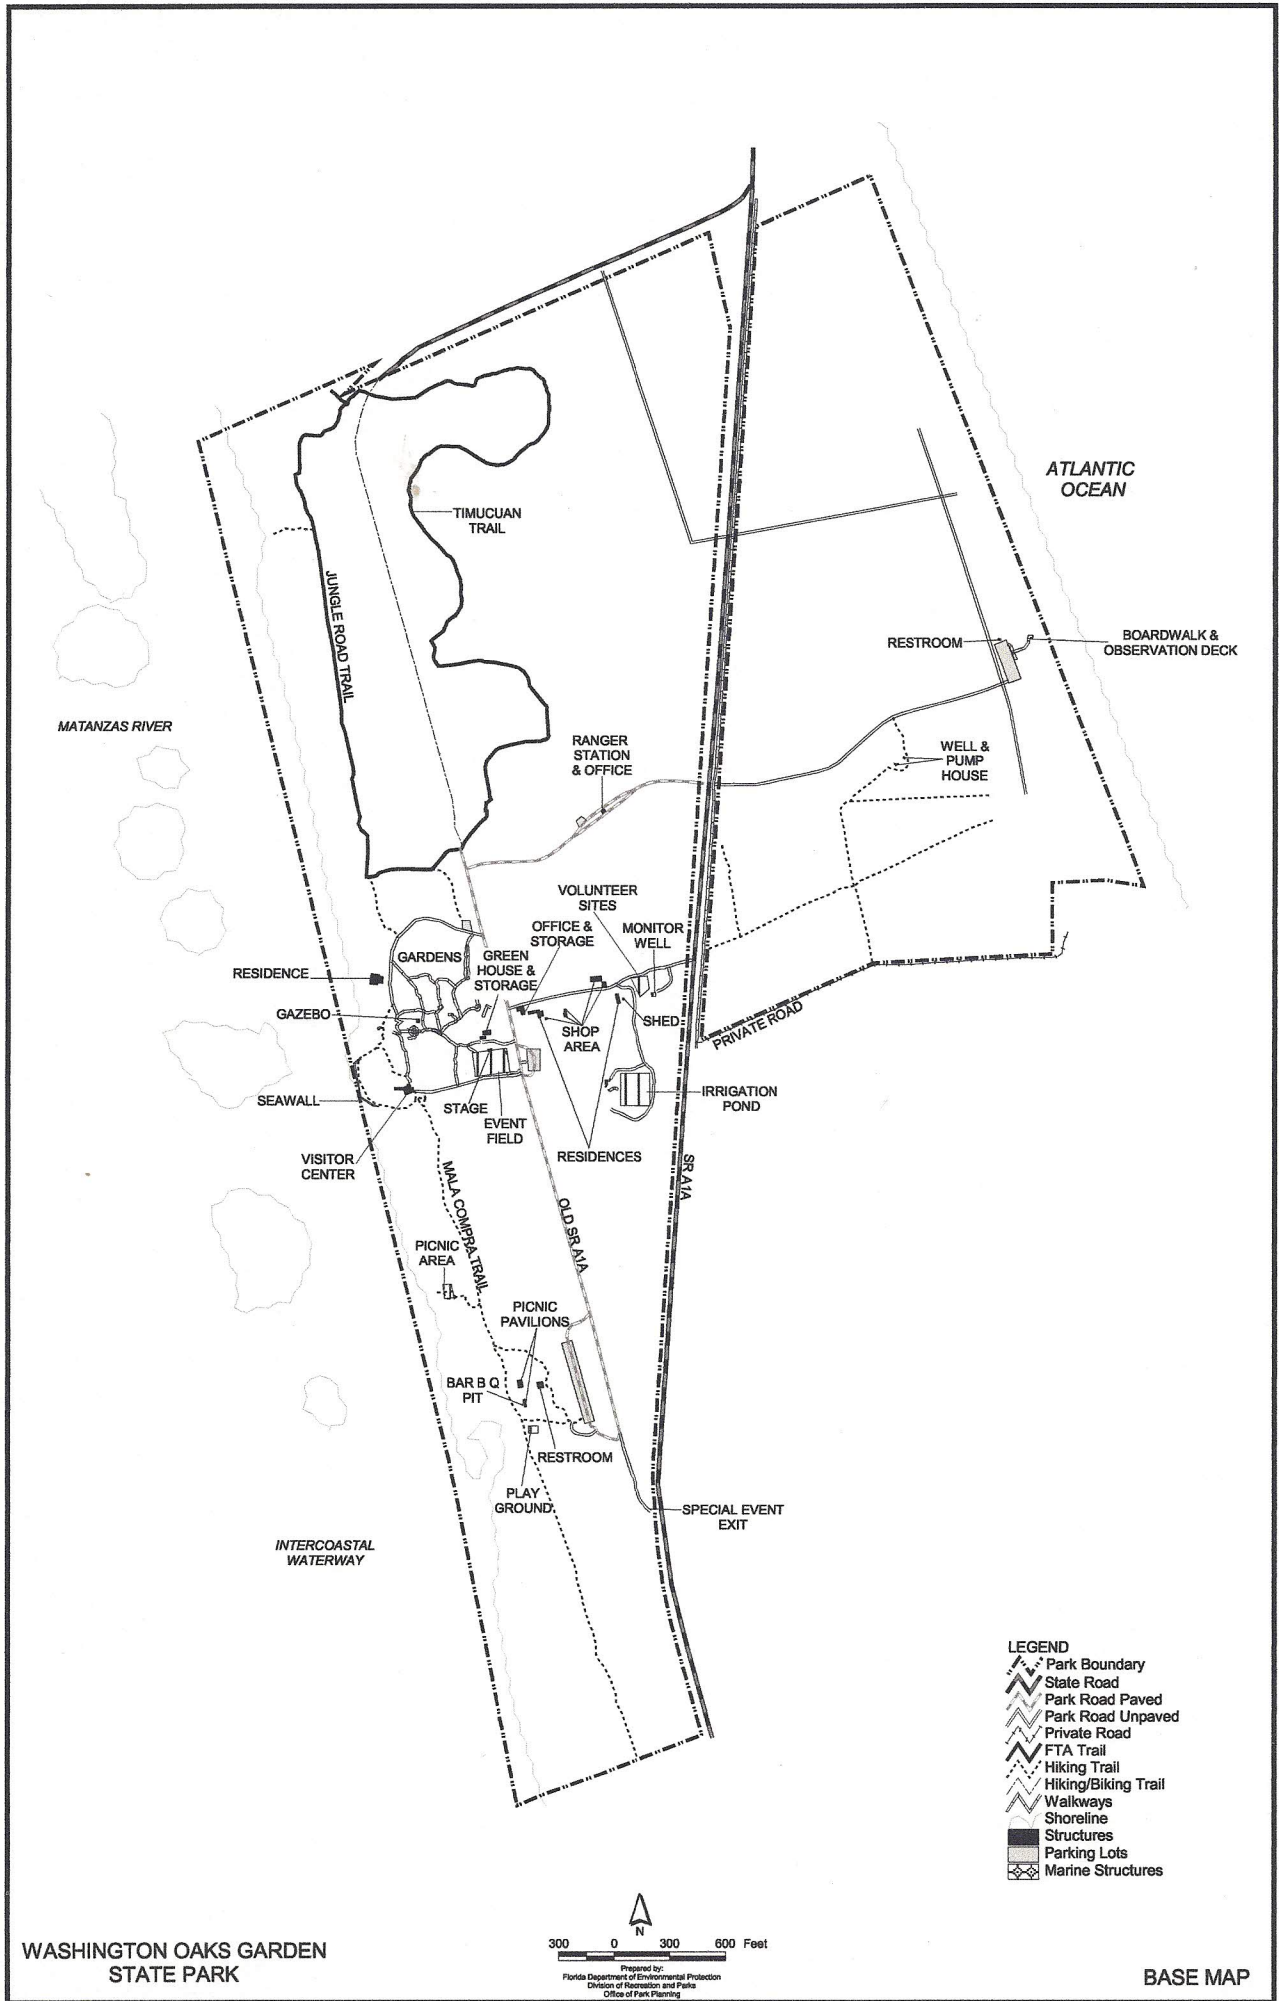 ATLANTIC
OCEAN
TIMUCUAN
TRAIL
JUNGLE ROAD TRAIL
RESTROOM
BOARDWALK &
OBSERVATION DECK
MATANZAS RIVER
RANGER
STATION
& OFFICE
WELL &
PUMP
HOUSE
VOLUNTEER
SITES
OFFICE &
STORAGE
MONITOR
WELL
GARDENS
GREEN
HOUSE &
STORAGE
RESIDENCE
GAZEBO
SHED
SHOP
AREA
PRIVATE ROAD
SEAWALL
STAGE
EVENT
FIELD
IRRIGATION
POND
VISITOR
CENTER
RESIDENCES
SR A1A
MALA COMPRA TRAIL
OLD SR A1A
PICNIC
AREA
PICNIC
PAVILIONS
BAR B Q
PIT
RESTROOM
PLAY
GROUND
SPECIAL EVENT
EXIT
INTERCOASTAL
WATERWAY
LEGEND
Park Boundary
State Road
Park Road Paved
Park Road Unpaved
Private Road
FTA Trail
Hiking Trail
Hiking/Biking Trail
Walkways
Shoreline
Structures
Parking Lots
Marine Structures
N
300 0 300 600 Feet
Prepared by:
Florida Department of Environmental Protection
Division of Recreation and Parks
Office of Park Planning
WASHINGTON OAKS GARDEN
STATE PARK
BASE MAP